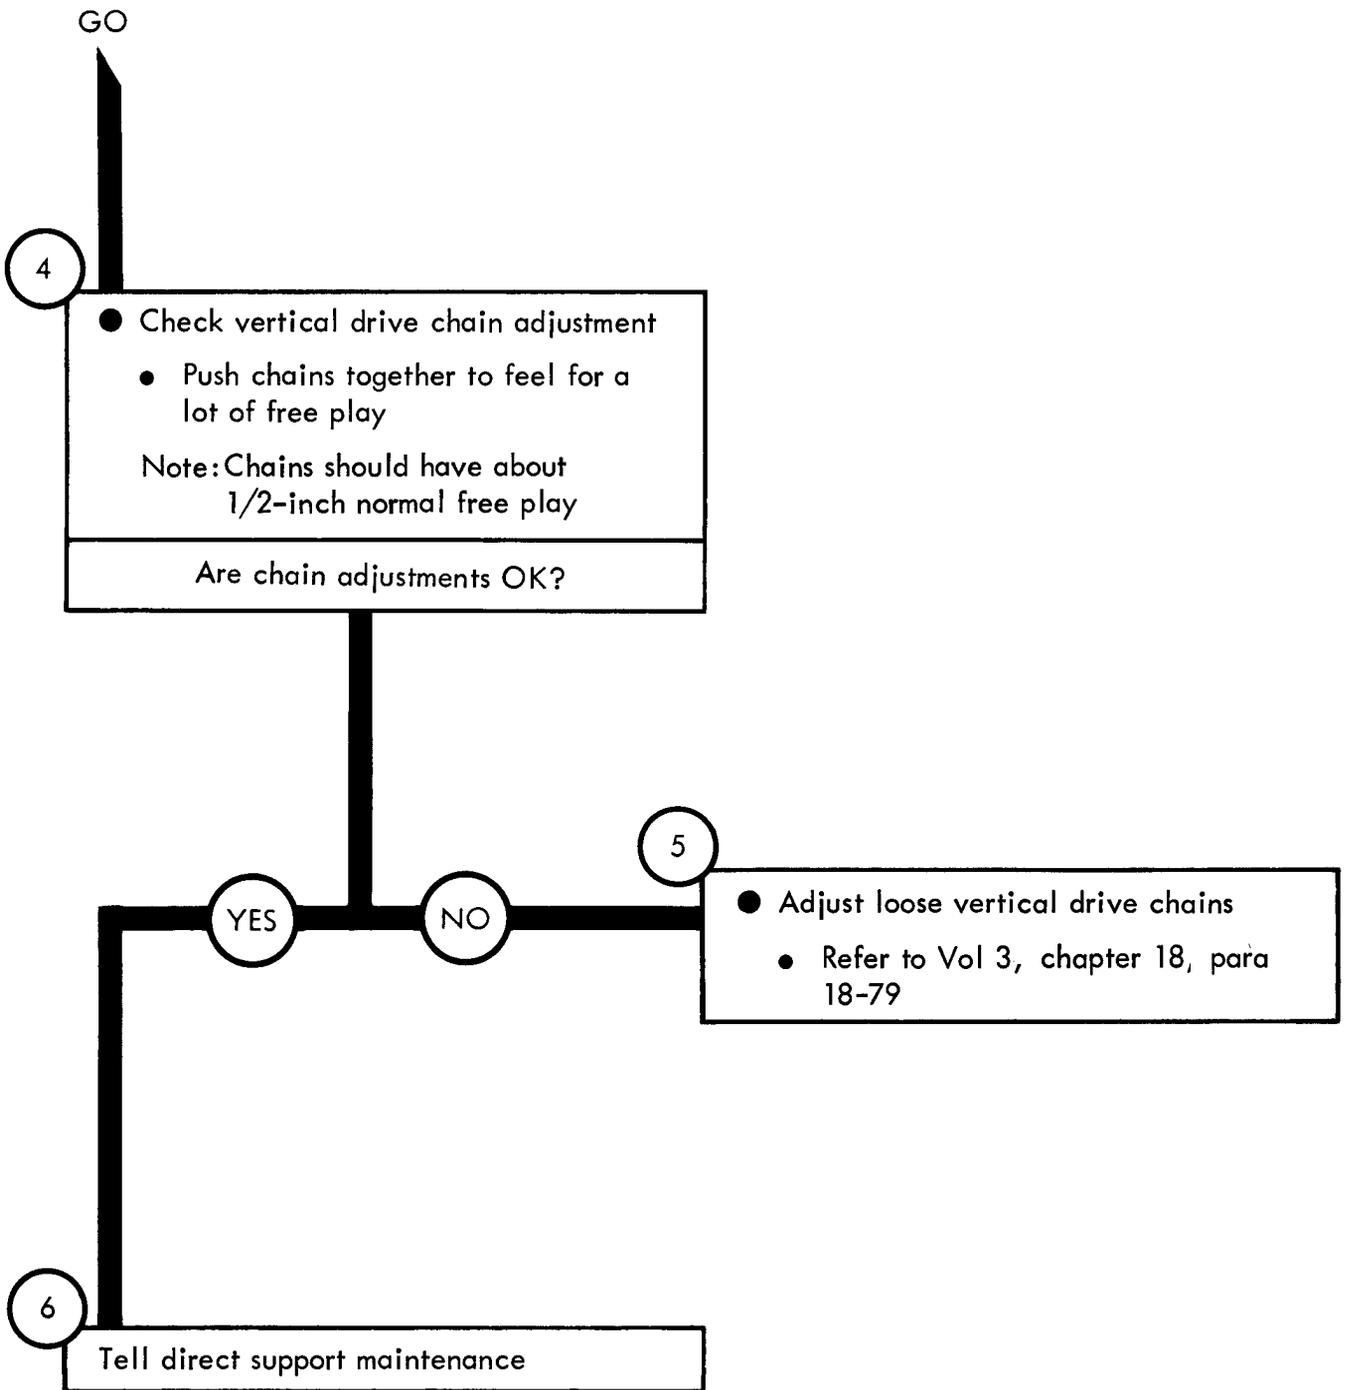 GO
4
● Check vertical drive chain adjustment
● Push chains together to feel for a
lot of free play
Note: Chains should have about
1/2-inch normal free play
Are chain adjustments OK?
YES
NO
5
● Adjust loose vertical drive chains
● Refer to Vol 3, chapter 18, para
18-79
6
Tell direct support maintenance